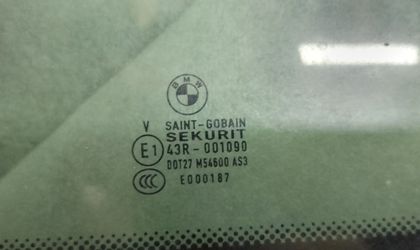 BMW
V SAINT-GOBAIN
SEKURIT
E1 43R-001090
DOT27 M54600 AS3
CCC E000187